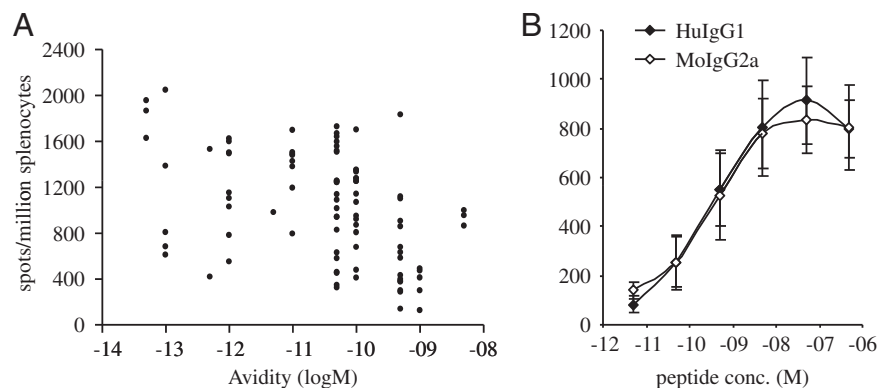 A
spots/million splenocytes
2400
2000
1600
1200
800
400
0
-14 -13 -12 -11 -10 -09 -08
Avidity (logM)
B
HuIgG1
MoIgG2a
1200
1000
800
600
400
200
0
-12 -11 -10 -09 -08 -07 -06
peptide conc. (M)